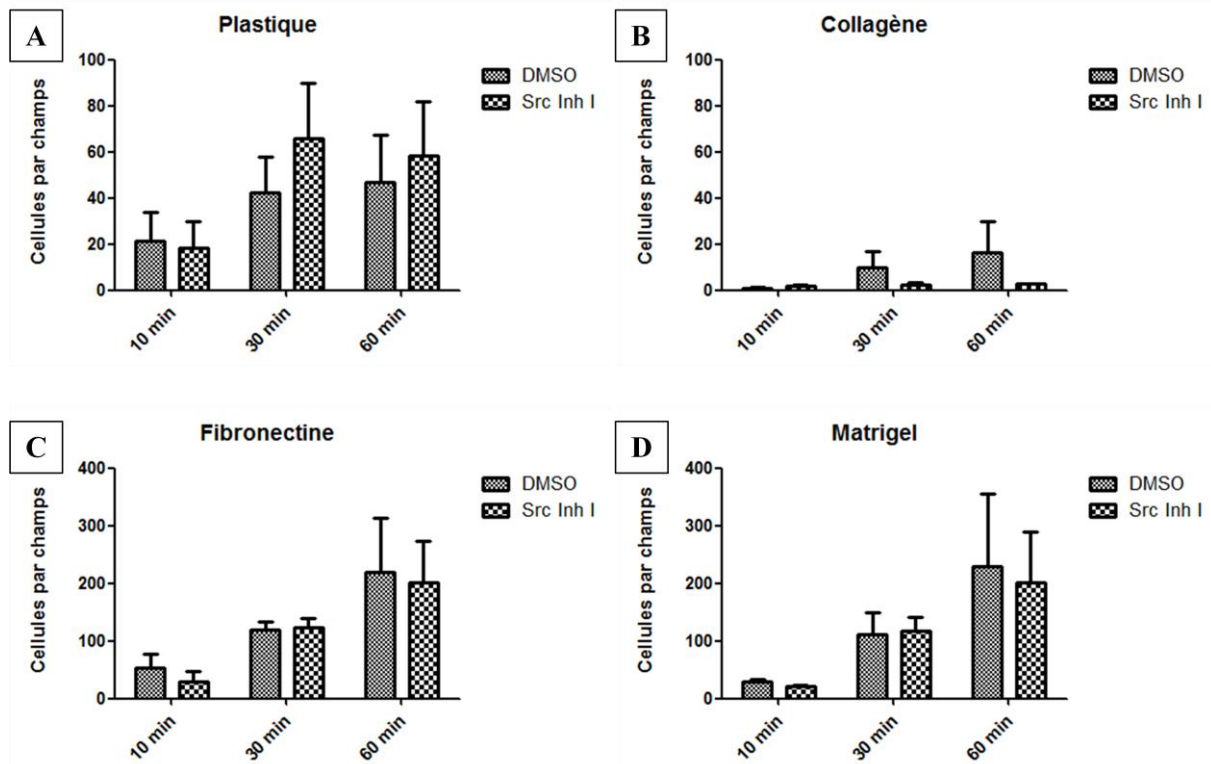 A
Plastique
Cellules par champs
100
80
60
40
20
0
10 min
30 min
60 min
DMSO
Src Inh I
B
Collagène
Cellules par champs
100
80
60
40
20
0
10 min
30 min
60 min
DMSO
Src Inh I
C
Fibronectine
Cellules par champs
400
300
200
100
0
10 min
30 min
60 min
DMSO
Src Inh I
D
Matrigel
Cellules par champs
400
300
200
100
0
10 min
30 min
60 min
DMSO
Src Inh I